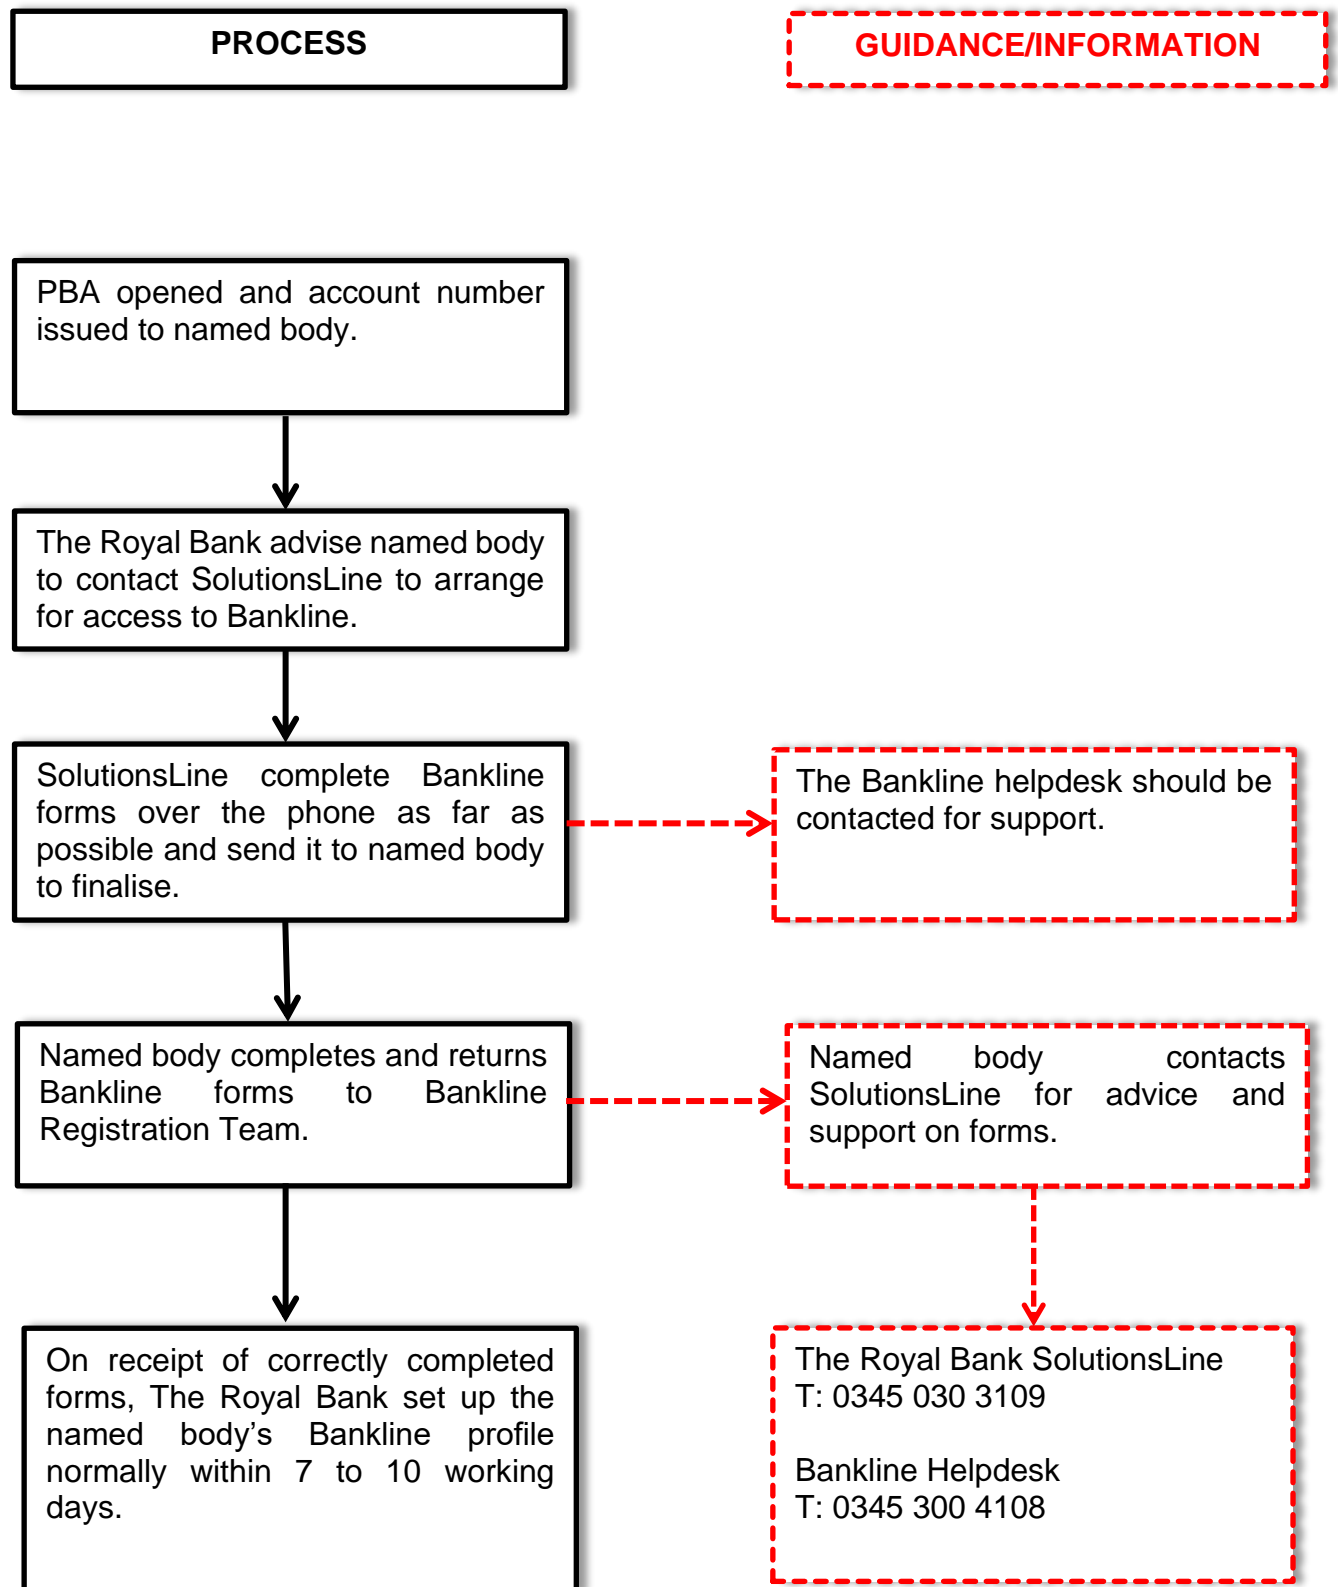 PROCESS
GUIDANCE/INFORMATION
PBA opened and account number
issued to named body.
The Royal Bank advise named body
to contact SolutionsLine to arrange
for access to Bankline.
SolutionsLine complete Bankline
forms over the phone as far as
possible and send it to named body
to finalise.
The Bankline helpdesk should be
contacted for support.
Named body completes and returns
Bankline forms to Bankline
Registration Team.
Named body contacts
SolutionsLine for advice and
support on forms.
On receipt of correctly completed
forms, The Royal Bank set up the
named body’s Bankline profile
normally within 7 to 10 working
days.
The Royal Bank SolutionsLine
T: 0345 030 3109
Bankline Helpdesk
T: 0345 300 4108